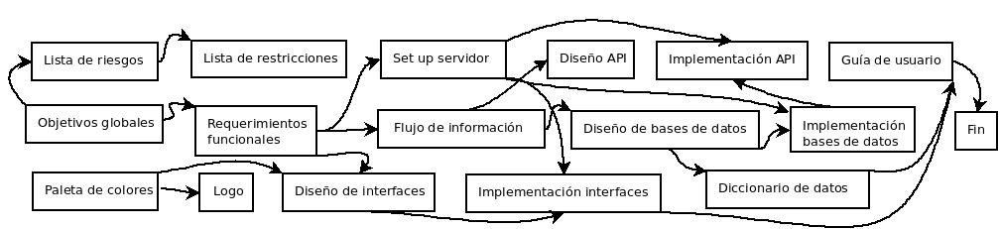 Lista de riesgos
Lista de restricciones
Set up servidor
Diseño API
Implementación API
Guía de usuario
Objetivos globales
Requerimientos
funcionales
Flujo de información
Diseño de bases de datos
Implementación
bases de datos
Fin
Paleta de colores
Logo
Diseño de interfaces
Implementación interfaces
Diccionario de datos